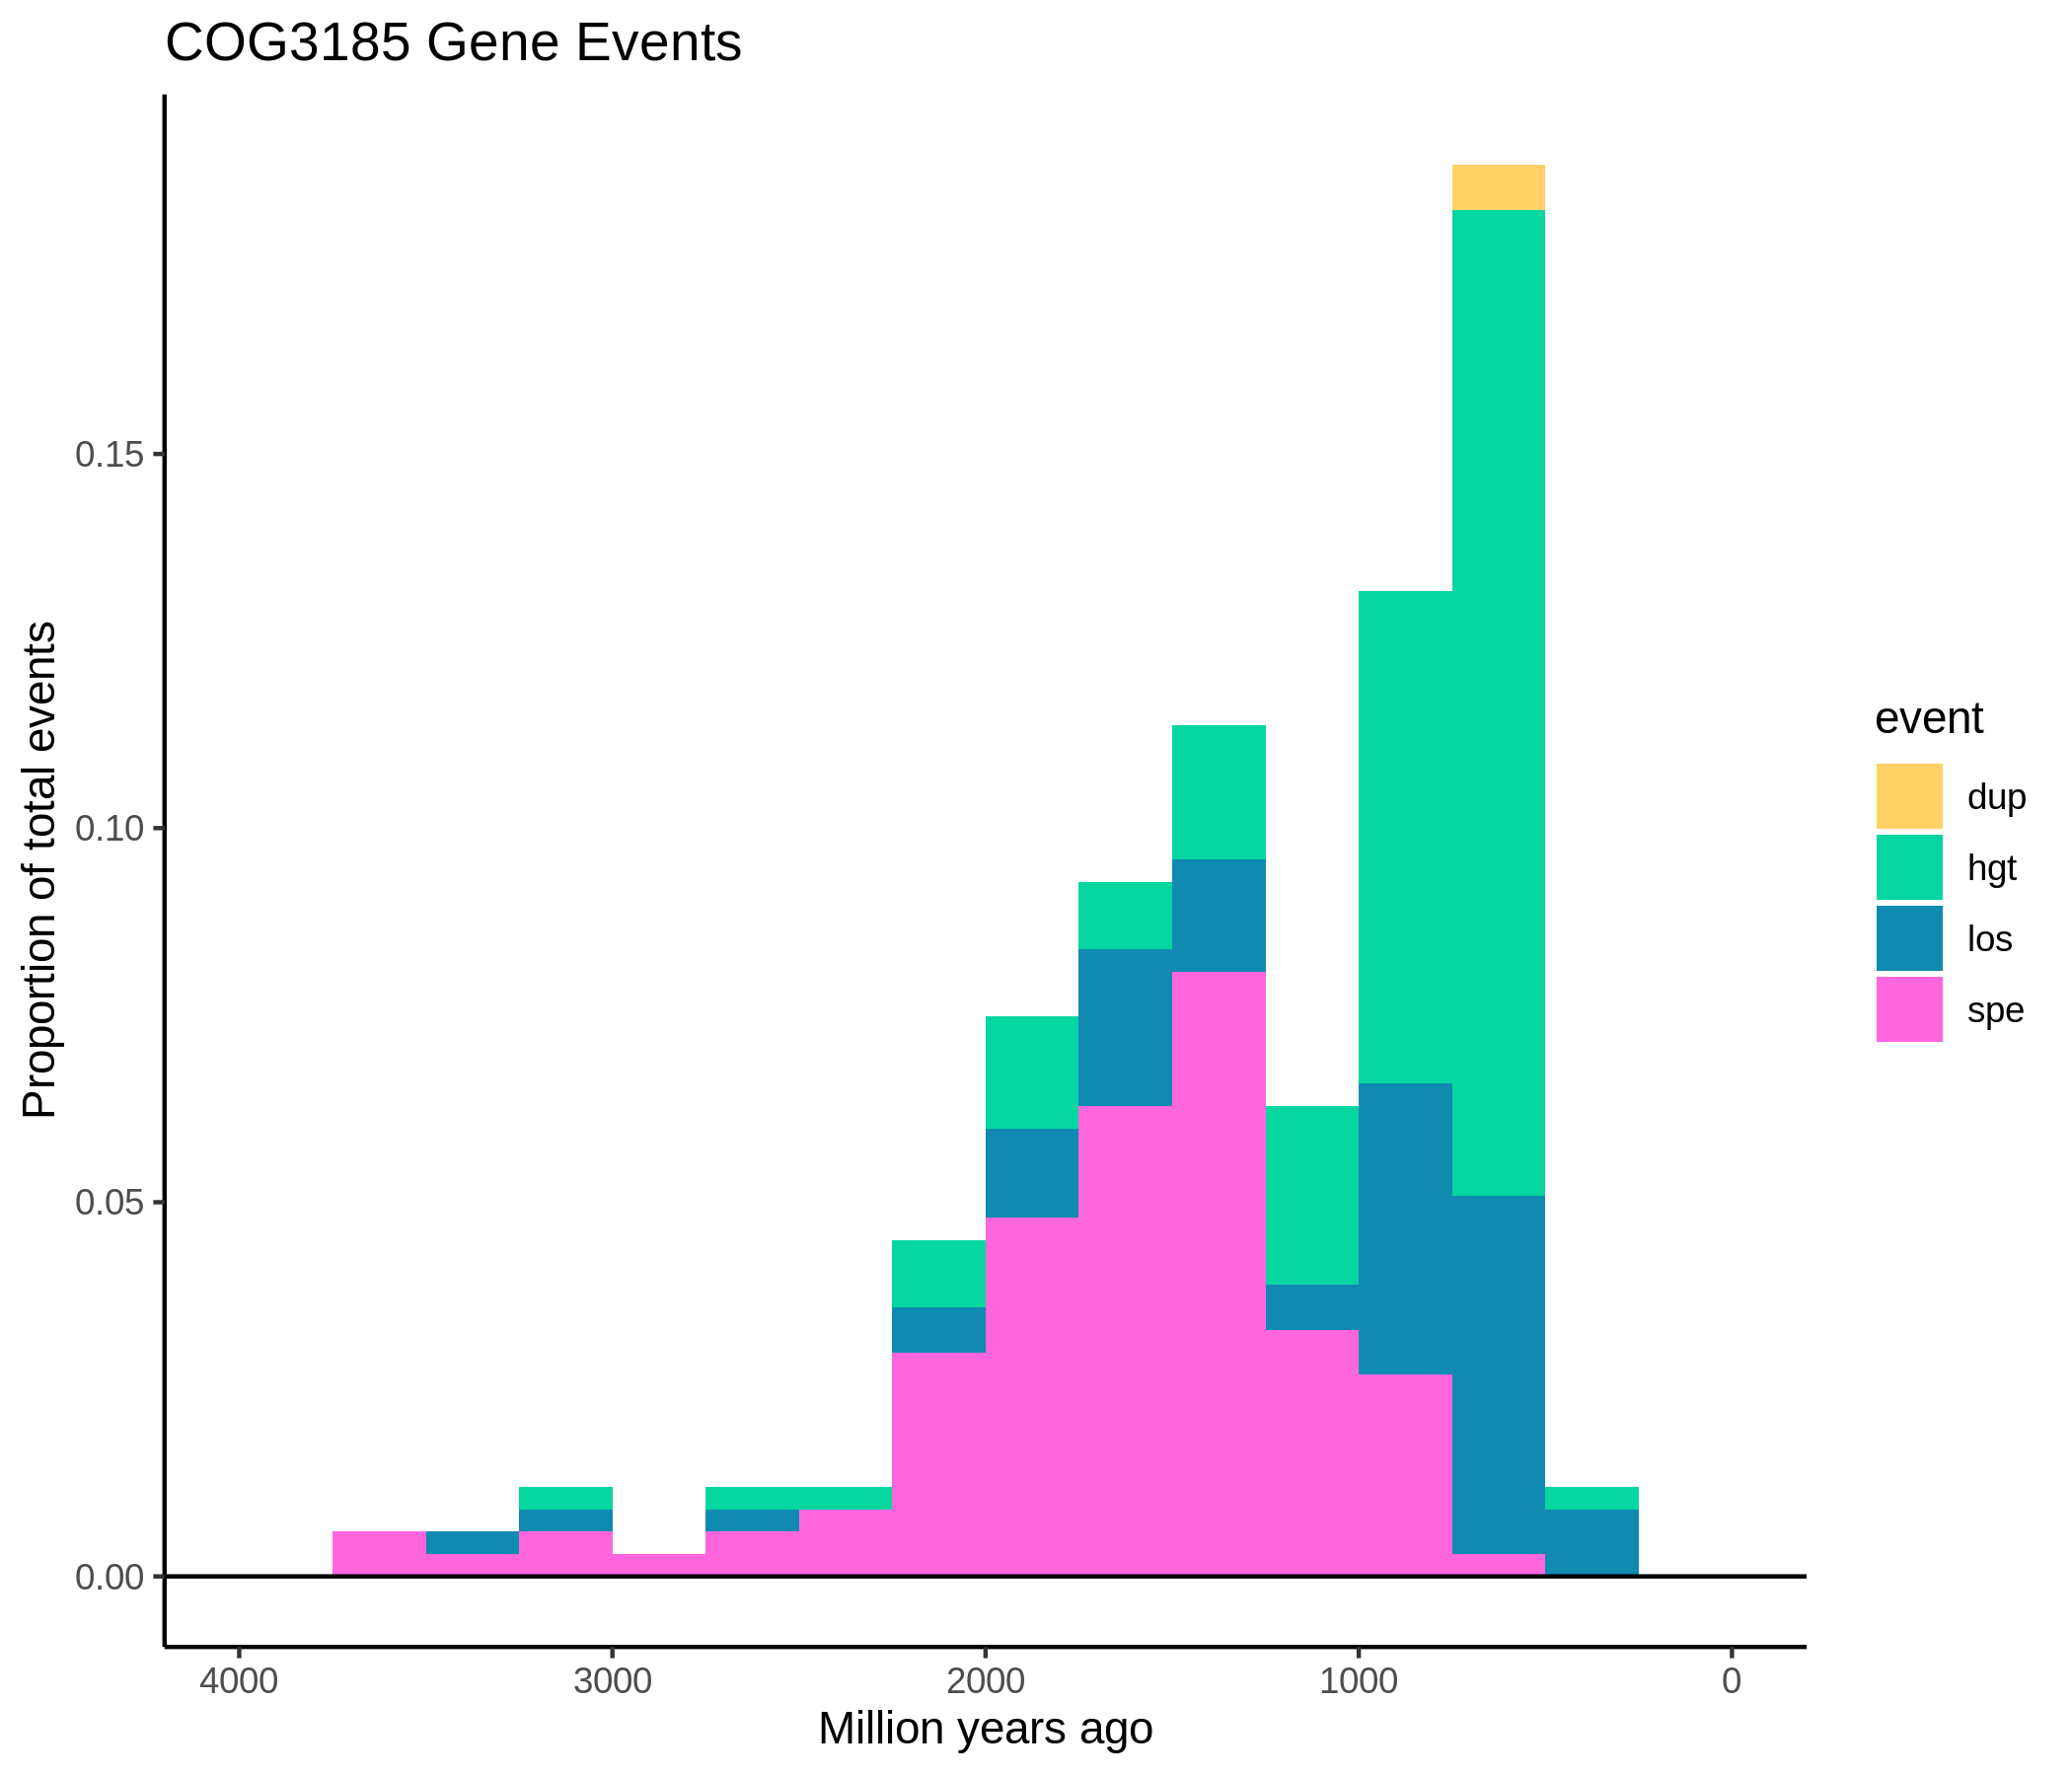 COG3185 Gene Events
Proportion of total events
0.15
0.10
0.05
0.00
4000 3000 2000 1000 0
Million years ago
event
dup
hgt
los
spe